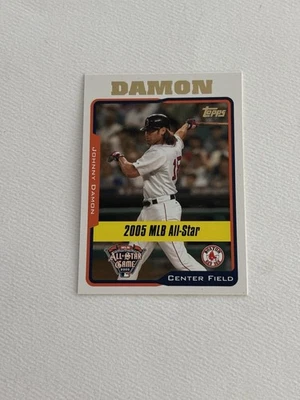 DAMON
Topps
Johnny Damon
2005 MLB All-Star
ALL-STAR
GAME
Center Field